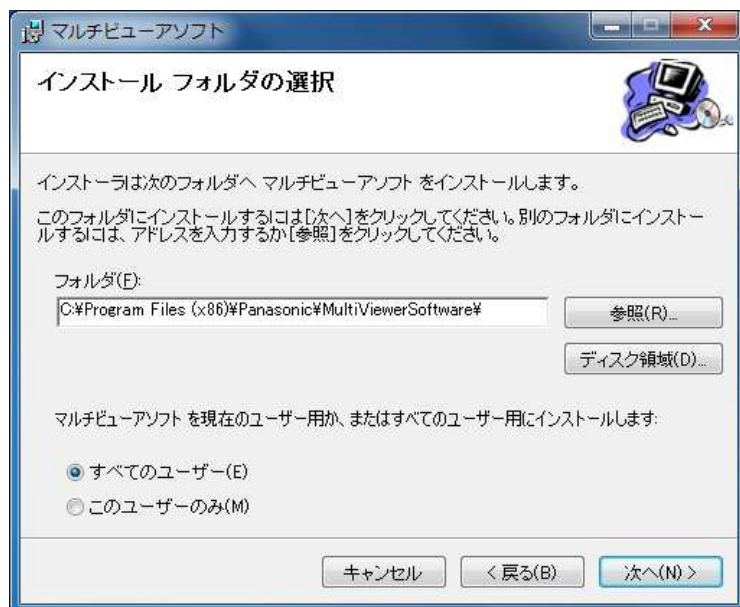 マルチビューアソフト
インストール フォルダの選択
インストーラは次のフォルダへ マルチビューアソフト をインストールします。
このフォルダにインストールするには[次へ]をクリックしてください。別のフォルダにインストー
ルするには、アドレスを入力するか[参照]をクリックしてください。
フォルダ(F):
C:¥Program Files (x86)¥Panasonic¥MultiViewerSoftware¥
参照(R)...
ディスク領域(D)...
マルチビューアソフト を現在のユーザー用か、またはすべてのユーザー用にインストールします:
すべてのユーザー(E)
このユーザーのみ(M)
キャンセル
< 戻る(B)
次へ(N) >